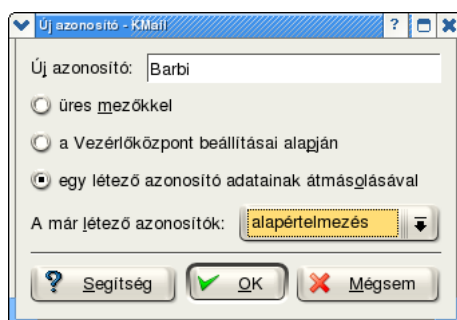 Új azonosító - KMail
Új azonosító: Barbi
üres mezőkkel
a Vezérlőközpont beállításai alapján
egy létező azonosító adatainak átmásolásával
A már létező azonosítók: alapértelmezés
Segítség OK Mégsem